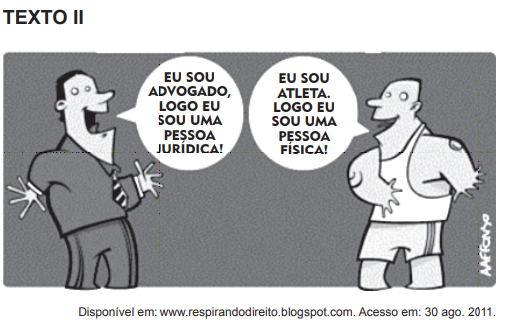 TEXTO II
EU SOU
ADVOGADO,
LOGO EU
SOU UMA
PESSOA
JURÍDICA!
EU SOU
ATLETA.
LOGO EU
SOU UMA
PESSOA
FÍSICA!
Disponível em: www.respirandodireito.blogspot.com. Acesso em: 30 ago. 2011.